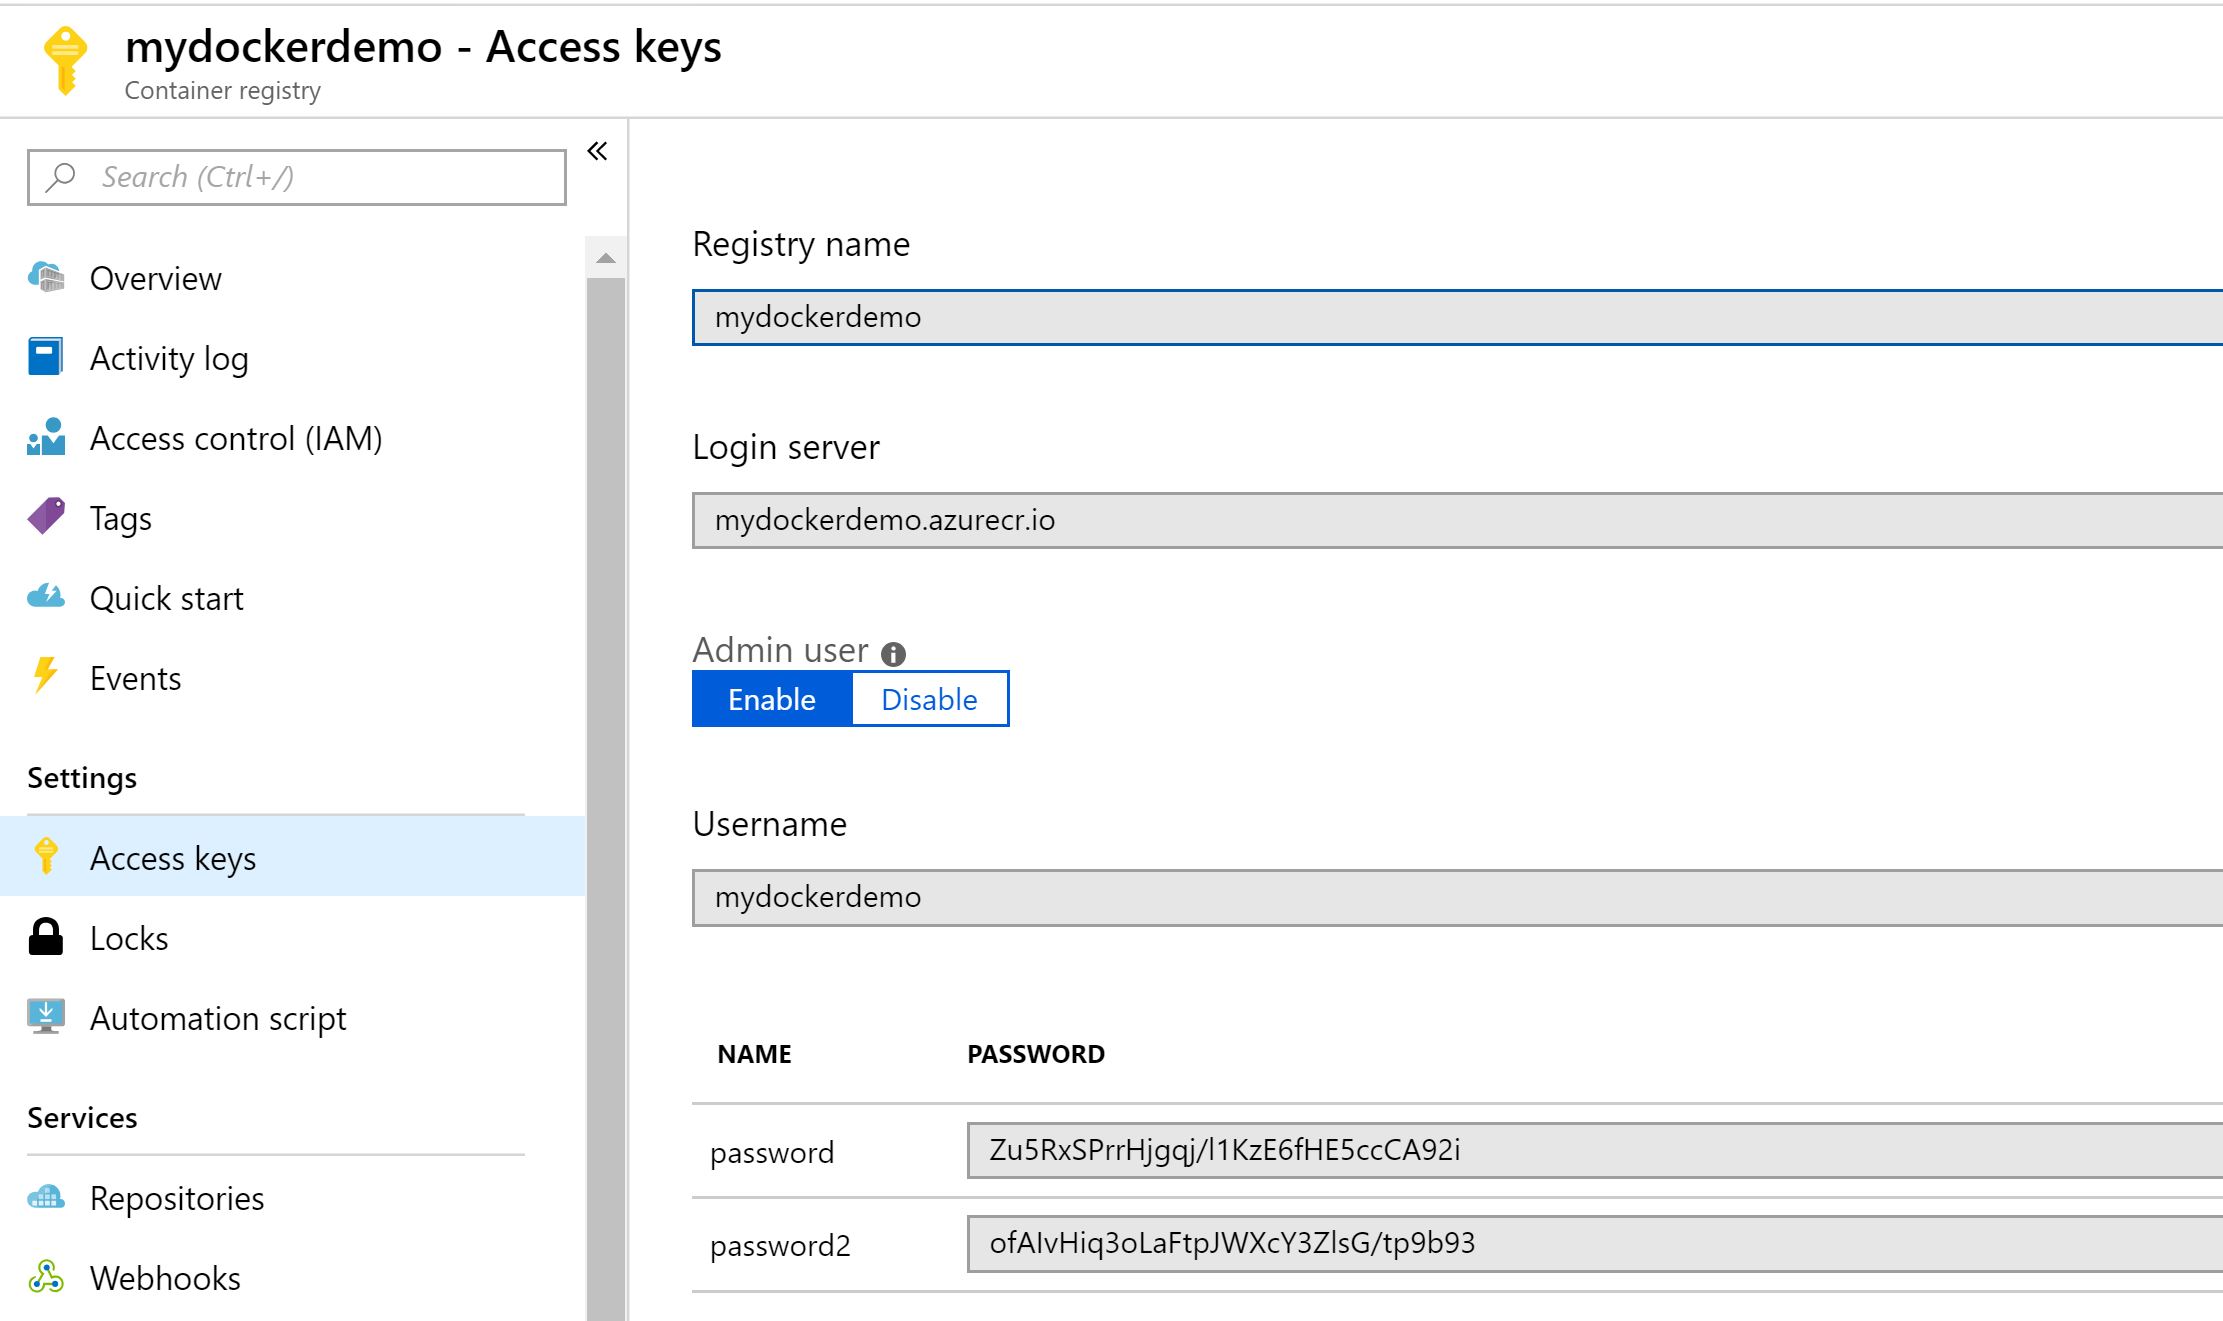 mydockerdemo - Access keys
Container registry
Search (Ctrl+/)
Overview
Activity log
Access control (IAM)
Tags
Quick start
Events
Settings
Access keys
Locks
Automation script
Services
Repositories
Webhooks
Registry name
mydockerdemo
Login server
mydockerdemo.azurecr.io
Admin user
Enable Disable
Username
mydockerdemo
NAME PASSWORD
password Zu5RxSPrrHjgqj/l1KzE6fHE5ccCA92i
password2 ofAIvHiq3oLaFtpJWXcY3ZlsG/tp9b93